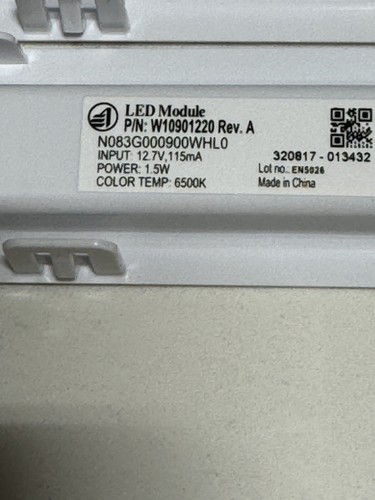 LED Module
P/N: W10901220 Rev. A
N083G000900WHL0
INPUT: 12.7V,115mA
POWER: 1.5W
COLOR TEMP: 6500K
320817 - 013432
Lot no.: EN5026
Made in China